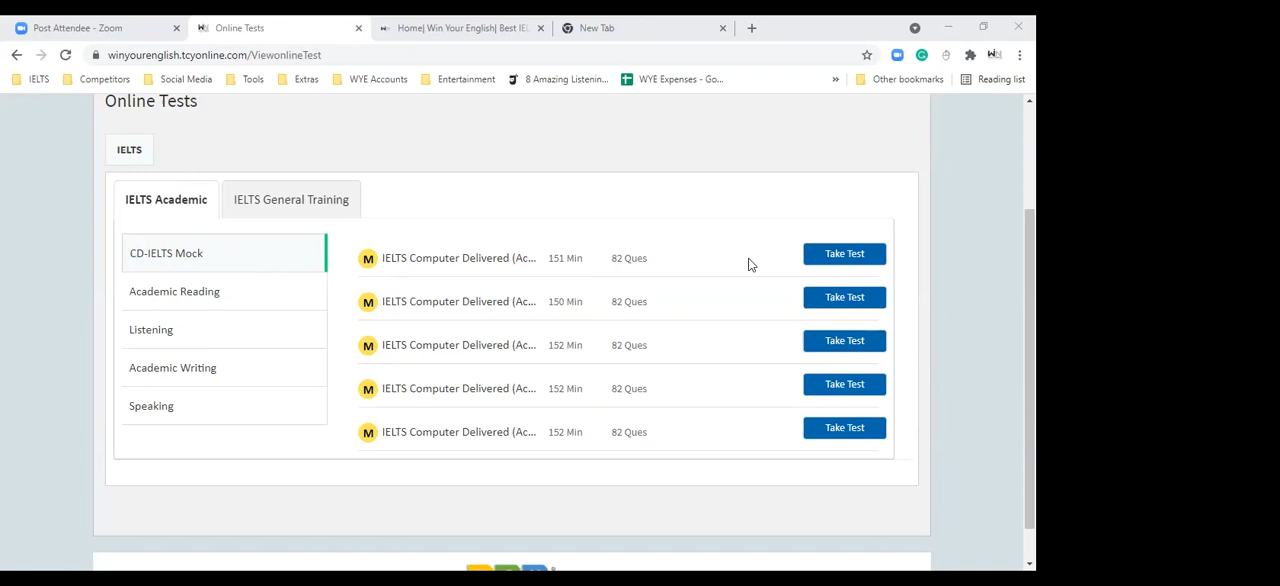 Post Attendee - Zoom
Online Tests
Home| Win Your English| Best IEL
New Tab
winyourenglish.tcyonline.com/ViewonlineTest
IELTS
Competitors
Social Media
Tools
Extras
WYE Accounts
Entertainment
8 Amazing Listenin...
WYE Expenses - Go...
Other bookmarks
Reading list
Online Tests
IELTS
IELTS Academic
IELTS General Training
CD-IELTS Mock
Academic Reading
Listening
Academic Writing
Speaking
M IELTS Computer Delivered (Ac... 151 Min 82 Ques Take Test
M IELTS Computer Delivered (Ac... 150 Min 82 Ques Take Test
M IELTS Computer Delivered (Ac... 152 Min 82 Ques Take Test
M IELTS Computer Delivered (Ac... 152 Min 82 Ques Take Test
M IELTS Computer Delivered (Ac... 152 Min 82 Ques Take Test